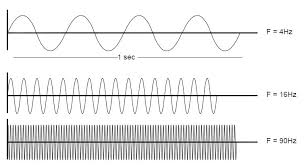 F = 4Hz
1 sec
F = 16Hz
F = 90Hz